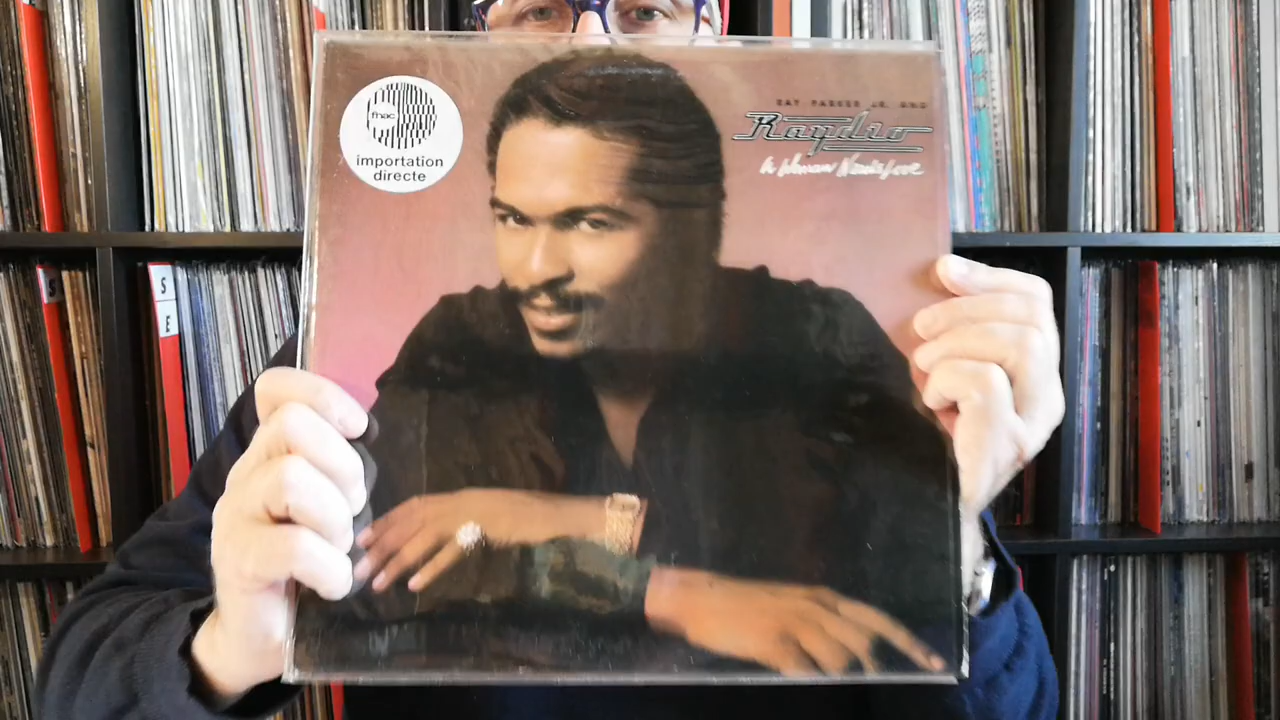 fnac
importation
directe
RAY PARKER JR. AND
Raydio
A Woman Needs Love
S
S
E